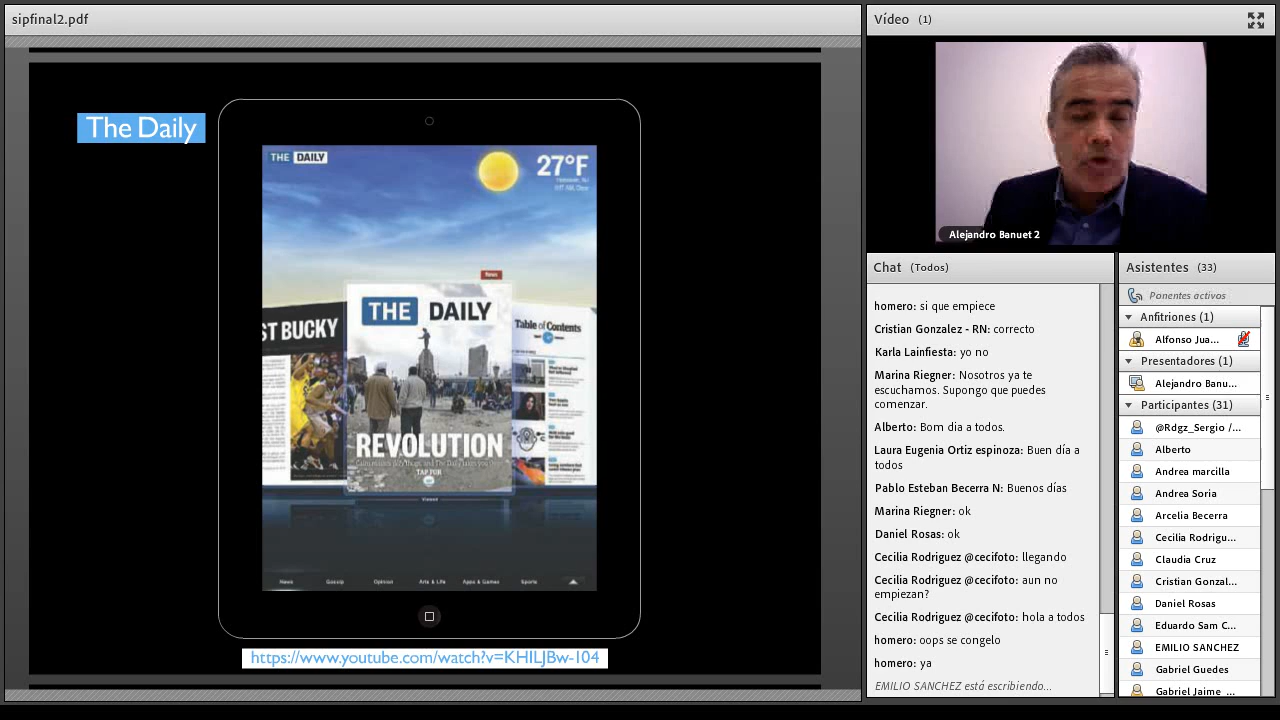 sipfinal2.pdf
The Daily
THE DAILY
27°F
News
ST BUCKY
THE DAILY
Table of Contents
REVOLUTION
TAP FOR
News Gossip Opinion Arts & Life Apps & Games Sports
https://www.youtube.com/watch?v=KHILJBw-104
Vídeo (1)
Alejandro Banuet 2
Chat (Todos)
homero: si que empiece
Cristian Gonzalez - RN: correcto
Karla Lainfiesta: yo no
Marina Riegner: Nosotros ya te
escuchamos. Supongo que puedes
comenzar.
Alberto: Bom dia a todos.
Laura Eugenia Ortiz Espinoza: Buen día a
todos
Pablo Esteban Becerra N: Buenos días
Marina Riegner: ok
Daniel Rosas: ok
Cecilia Rodriguez @cecifoto: llegando
Cecilia Rodriguez @cecifoto: aun no
empiezan?
Cecilia Rodriguez @cecifoto: hola a todos
homero: oops se congelo
homero: ya
EMILIO SANCHEZ está escribiendo...
Asistentes (33)
Ponentes activos
Anfitriones (1)
Alfonso Juar...
Presentadores (1)
Alejandro Banu...
Participantes (31)
@Rdgz_Sergio /...
Alberto
Andrea marcilla
Andrea Soria
Arcelia Becerra
Cecilia Rodrigu...
Claudia Cruz
Cristian Gonzal...
Daniel Rosas
Eduardo Sam C...
EMILIO SANCHEZ
Gabriel Guedes
Gabriel Jaime ...